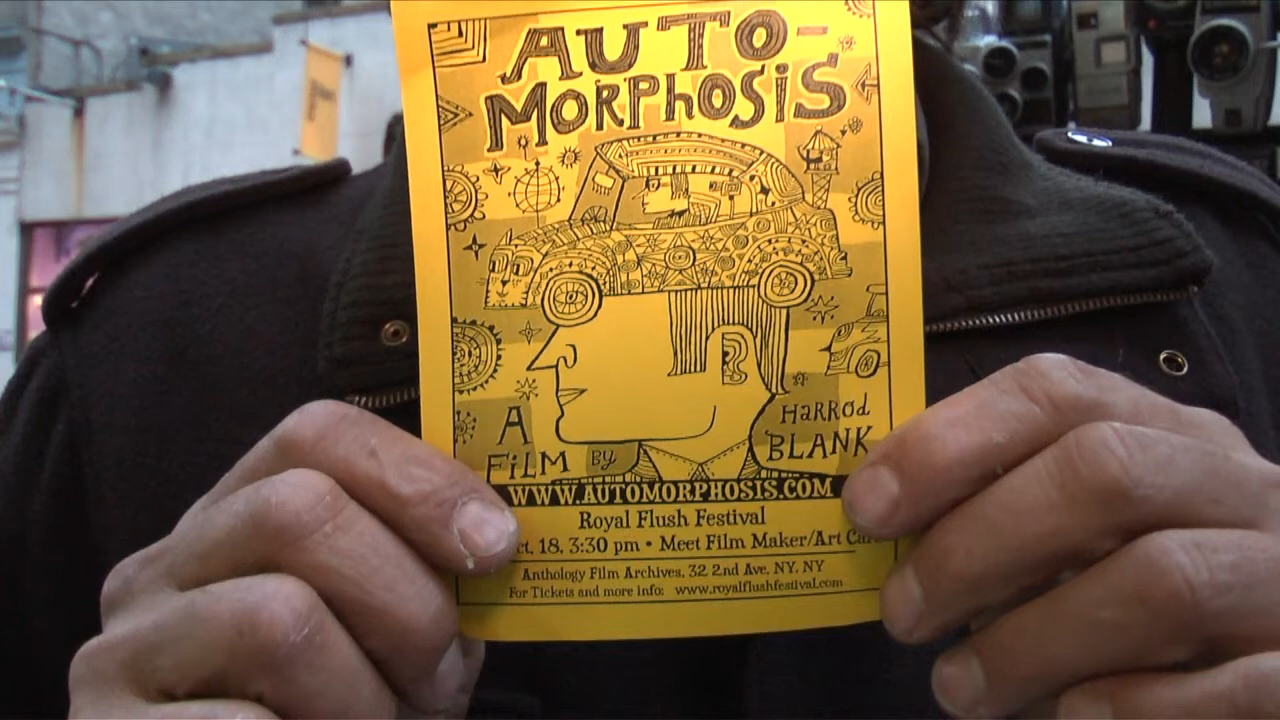 AUTO-
MORPHOSIS
A
FILM BY
HARROD
BLANK
WWW.AUTOMORPHOSIS.COM
Royal Flush Festival
18, 3:30 pm • Meet Film Maker/Art
Anthology Film Archives, 32 2nd Ave. NY. NY
For Tickets and more info: www.royalflushfestival.com